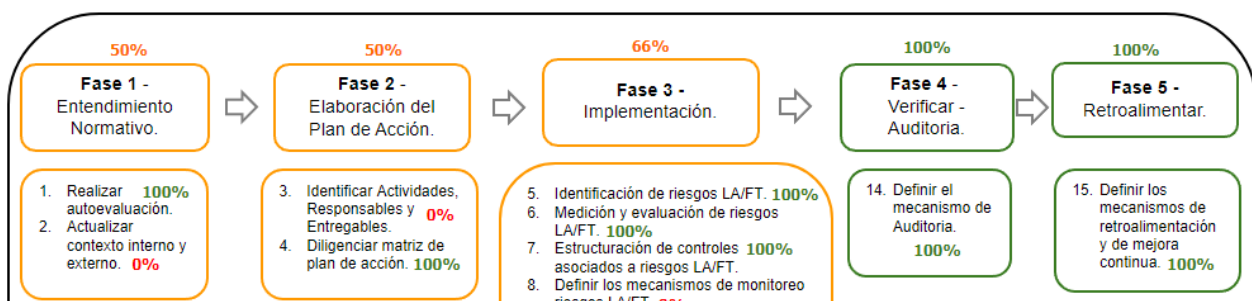 50%
50%
66%
100%
100%
Fase 1 -
Entendimiento
Normativo.
Fase 2 -
Elaboración del
Plan de Acción.
Fase 3 -
Implementación.
Fase 4 -
Verificar -
Auditoria.
Fase 5 -
Retroalimentar.
1. Realizar 100%
autoevaluación.
2. Actualizar
contexto interno y
externo. 0%
3. Identificar Actividades,
Responsables y 0%
Entregables.
4. Diligenciar matriz de
plan de acción. 100%
5. Identificación de riesgos LA/FT. 100%
6. Medición y evaluación de riesgos
LA/FT. 100%
7. Estructuración de controles 100%
asociados a riesgos LA/FT.
8. Definir los mecanismos de monitoreo
riesgos LA/FT.
14. Definir el
mecanismo de
Auditoria.
100%
15. Definir los
mecanismos de
retroalimentación
y de mejora
continua. 100%